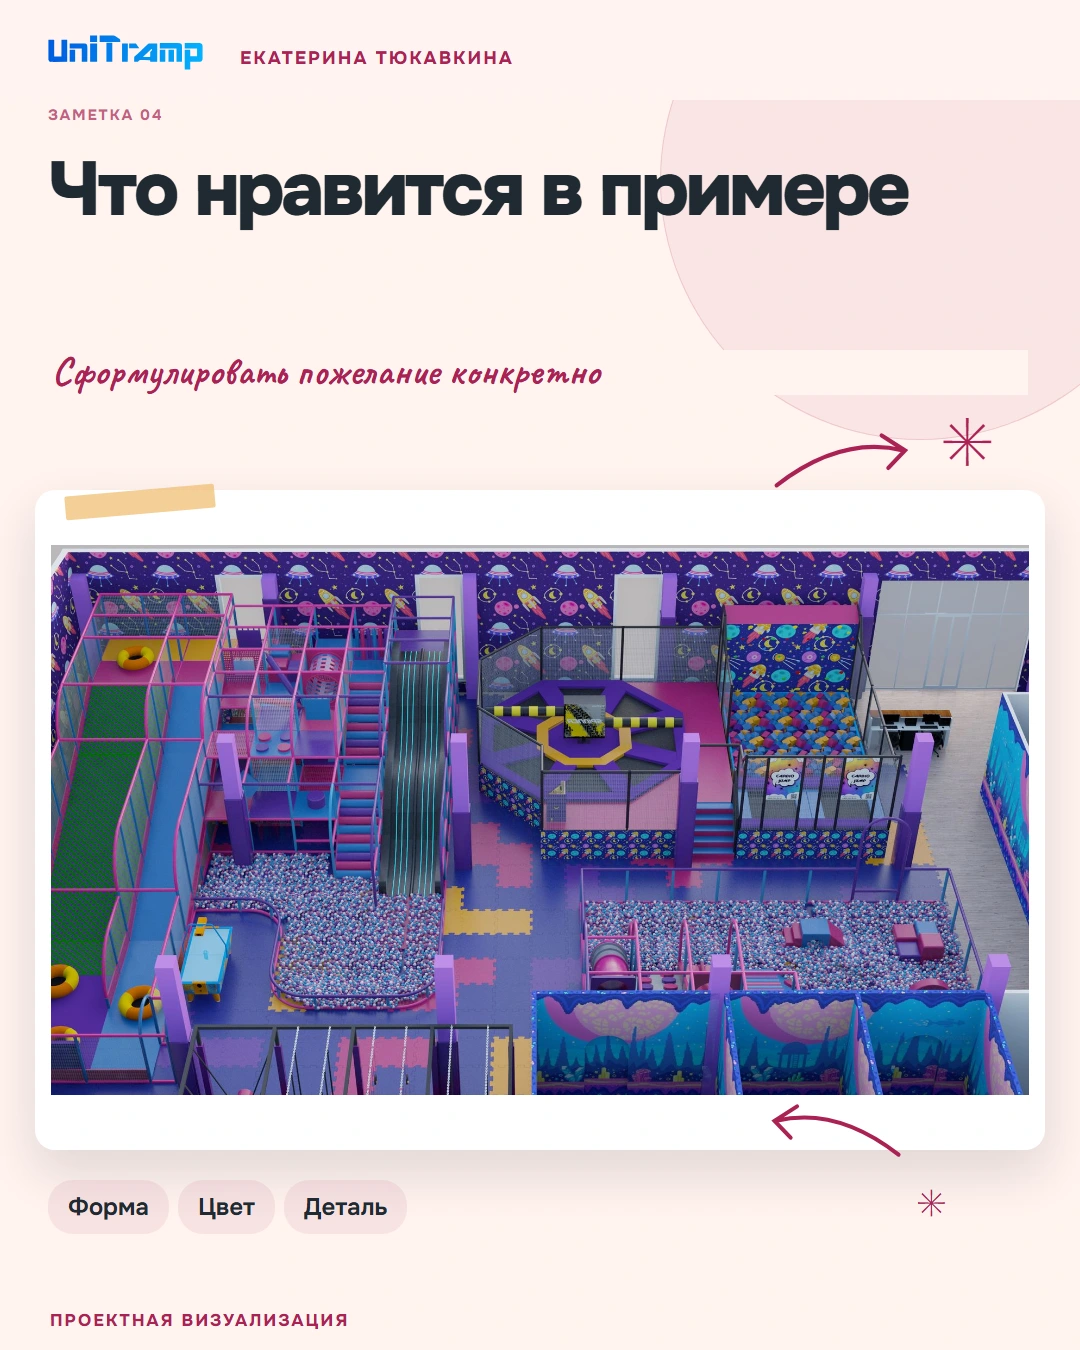 UniTramp
ЕКАТЕРИНА ТЮКАВКИНА
ЗАМЕТКА 04
Что нравится в примере
Сформулировать пожелание конкретно
Форма
Цвет
Деталь
ПРОЕКТНАЯ ВИЗУАЛИЗАЦИЯ